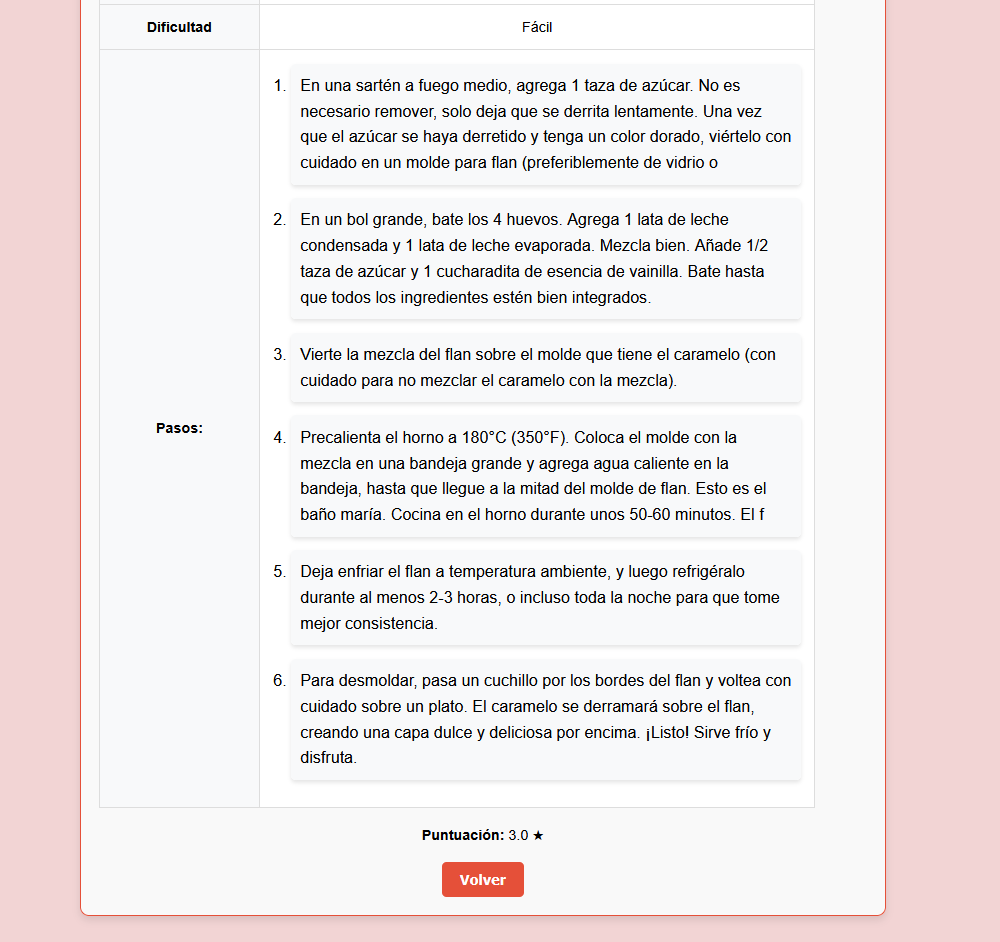 Dificultad
Fácil
Pasos:
1. En una sartén a fuego medio, agrega 1 taza de azúcar. No es
necesario remover, solo deja que se derrita lentamente. Una vez
que el azúcar se haya derretido y tenga un color dorado, viértelo con
cuidado en un molde para flan (preferiblemente de vidrio o
2. En un bol grande, bate los 4 huevos. Agrega 1 lata de leche
condensada y 1 lata de leche evaporada. Mezcla bien. Añade 1/2
taza de azúcar y 1 cucharadita de esencia de vainilla. Bate hasta
que todos los ingredientes estén bien integrados.
3. Vierte la mezcla del flan sobre el molde que tiene el caramelo (con
cuidado para no mezclar el caramelo con la mezcla).
4. Precalienta el horno a 180°C (350°F). Coloca el molde con la
mezcla en una bandeja grande y agrega agua caliente en la
bandeja, hasta que llegue a la mitad del molde de flan. Esto es el
baño maría. Cocina en el horno durante unos 50-60 minutos. El f
5. Deja enfriar el flan a temperatura ambiente, y luego refrigéralo
durante al menos 2-3 horas, o incluso toda la noche para que tome
mejor consistencia.
6. Para desmoldar, pasa un cuchillo por los bordes del flan y voltea con
cuidado sobre un plato. El caramelo se derramará sobre el flan,
creando una capa dulce y deliciosa por encima. ¡Listo! Sirve frío y
disfruta.
Puntuación: 3.0 ★
Volver